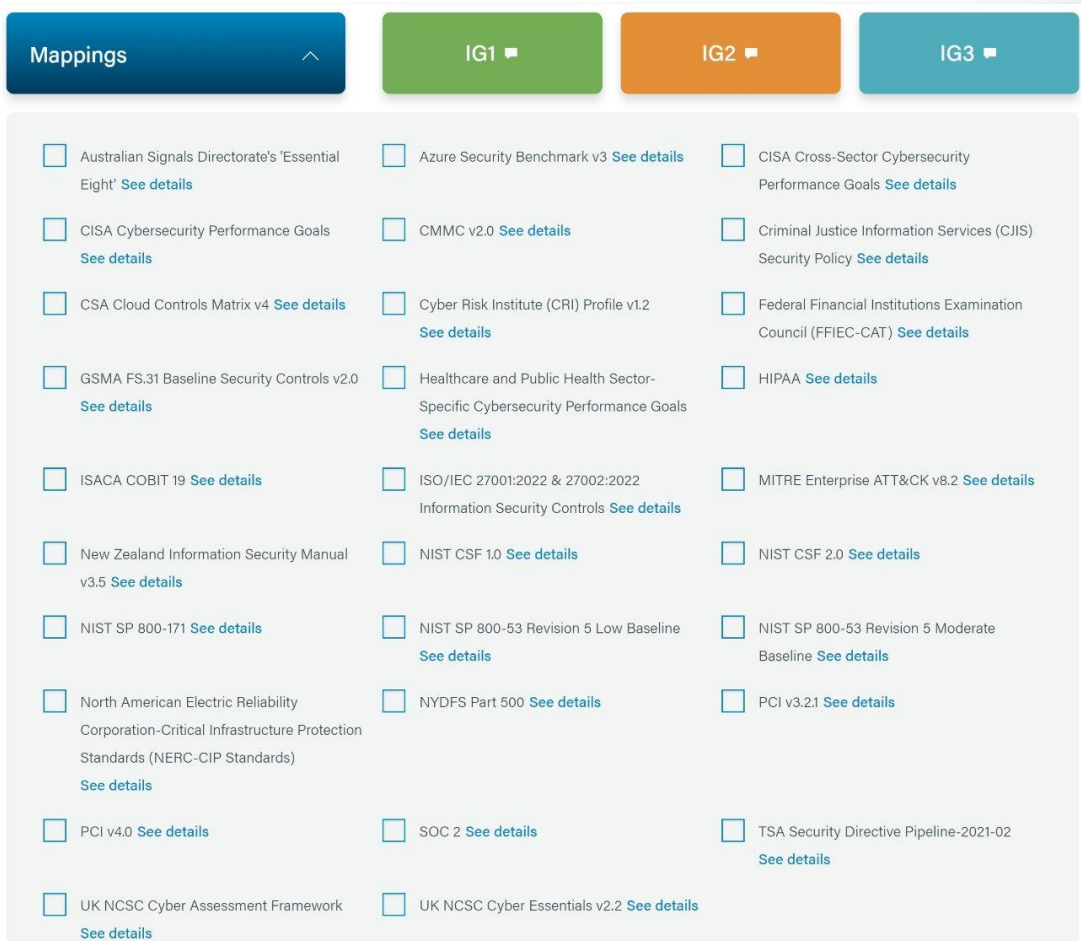 Mappings
IG1
IG2
IG3
Australian Signals Directorate's 'Essential
Eight' See details
Azure Security Benchmark v3 See details
CISA Cross-Sector Cybersecurity
Performance Goals See details
CISA Cybersecurity Performance Goals
See details
CMMC v2.0 See details
Criminal Justice Information Services (CJIS)
Security Policy See details
CSA Cloud Controls Matrix v4 See details
Cyber Risk Institute (CRI) Profile v1.2
See details
Federal Financial Institutions Examination
Council (FFIEC-CAT) See details
GSMA FS.31 Baseline Security Controls v2.0
See details
Healthcare and Public Health Sector-
Specific Cybersecurity Performance Goals
See details
HIPAA See details
ISACA COBIT 19 See details
ISO/IEC 27001:2022 & 27002:2022
Information Security Controls See details
MITRE Enterprise ATT&CK v8.2 See details
New Zealand Information Security Manual
v3.5 See details
NIST CSF 1.0 See details
NIST CSF 2.0 See details
NIST SP 800-171 See details
NIST SP 800-53 Revision 5 Low Baseline
See details
NIST SP 800-53 Revision 5 Moderate
Baseline See details
North American Electric Reliability
Corporation-Critical Infrastructure Protection
Standards (NERC-CIP Standards)
See details
NYDFS Part 500 See details
PCI v3.2.1 See details
PCI v4.0 See details
SOC 2 See details
TSA Security Directive Pipeline-2021-02
See details
UK NCSC Cyber Assessment Framework
See details
UK NCSC Cyber Essentials v2.2 See details